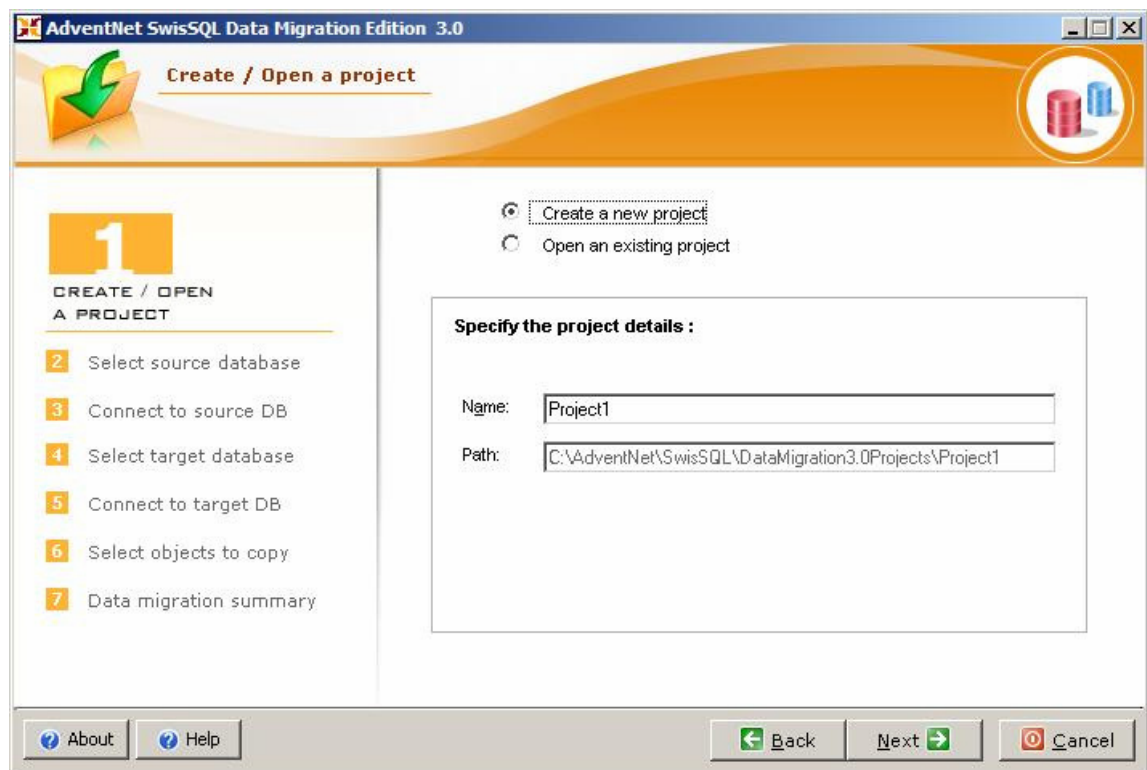 AdventNet SwisSQL Data Migration Edition 3.0
Create / Open a project
1
CREATE / OPEN
A PROJECT
2 Select source database
3 Connect to source DB
4 Select target database
5 Connect to target DB
6 Select objects to copy
7 Data migration summary
Create a new project
Open an existing project
Specify the project details :
Name: Project1
Path: C:\AdventNet\SwisSQL\DataMigration3.0Projects\Project1
About Help Back Next Cancel